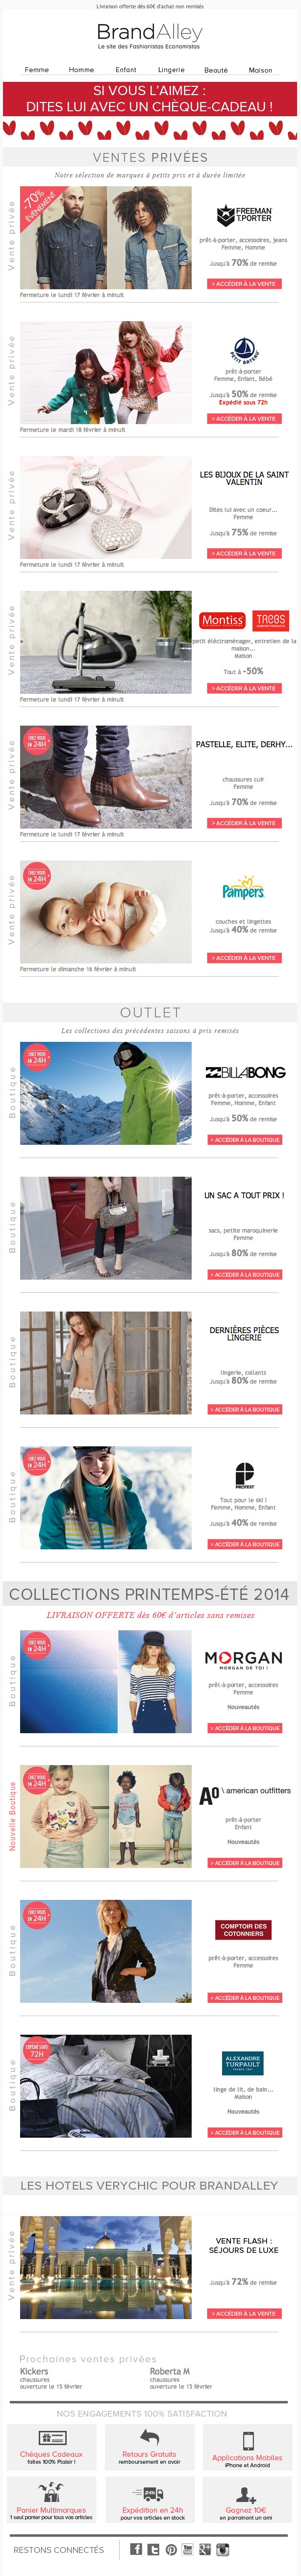 Livraison offerte dès 60€ d'achat non remisés
BrandAlley
Le site des Fashionistas Economistas
Femme Homme Enfant Lingerie Beauté Maison
SI VOUS L'AIMEZ :
DITES LUI AVEC UN CHÈQUE-CADEAU !
VENTES PRIVÉES
Notre sélection de marques à petits prix et à durée limitée
Vente privée
-70%
ÉVÉNEMENT
FREEMAN
T.PORTER
prêt-à-porter, accessoires, jeans
Femme, Homme
Jusqu'à 70% de remise
> ACCÉDER À LA VENTE
Fermeture le lundi 17 février à minuit
Vente privée
PETIT BATEAU
prêt-à-porter
Femme, Enfant, Bébé
Jusqu'à 50% de remise
Expédié sous 72h
> ACCÉDER À LA VENTE
Fermeture le mardi 18 février à minuit
Vente privée
LES BIJOUX DE LA SAINT
VALENTIN
Dites lui avec un coeur...
Femme
Jusqu'à 75% de remise
> ACCÉDER À LA VENTE
Fermeture le lundi 17 février à minuit
Vente privée
Montiss
petit éléctroménager, entretien de la
maison...
Maison
Tout à -50%
> ACCÉDER À LA VENTE
Fermeture le lundi 17 février à minuit
Vente privée
CHEZ VOUS
EN 24H*
PASTELLE, ELITE, DERHY...
chaussures cuir
Femme
Jusqu'à 70% de remise
> ACCÉDER À LA VENTE
Fermeture le lundi 17 février à minuit
Vente privée
CHEZ VOUS
EN 24H*
Pampers
couches et lingettes
Jusqu'à 40% de remise
> ACCÉDER À LA VENTE
Fermeture le dimanche 16 février à minuit
OUTLET
Les collections des précédentes saisons à prix remisés
Boutique
CHEZ VOUS
EN 24H*
BILLABONG
prêt-à-porter, accessoires
Femme, Homme, Enfant
Jusqu'à 50% de remise
> ACCÉDER À LA BOUTIQUE
Boutique
UN SAC A TOUT PRIX !
sacs, petite maroquinerie
Femme
Jusqu'à 80% de remise
> ACCÉDER À LA BOUTIQUE
Boutique
DERNIÈRES PIÈCES
LINGERIE
lingerie, collants
Jusqu'à 80% de remise
> ACCÉDER À LA BOUTIQUE
Boutique
CHEZ VOUS
EN 24H*
PROTEST
Tout pour le ski !
Femme, Homme, Enfant
Jusqu'à 40% de remise
> ACCÉDER À LA BOUTIQUE
COLLECTIONS PRINTEMPS-ÉTÉ 2014
LIVRAISON OFFERTE dès 60€ d'articles sans remises
Boutique
CHEZ VOUS
EN 24H*
MORGAN
MORGAN DE TOI !
prêt-à-porter, accessoires
Femme
Nouveautés
> ACCÉDER À LA BOUTIQUE
Nouvelle Boutique
CHEZ VOUS
EN 24H*
AO \ american outfitters
prêt-à-porter
Enfant
Nouveautés
> ACCÉDER À LA BOUTIQUE
Boutique
CHEZ VOUS
EN 24H*
COMPTOIR DES
COTONNIERS
prêt-à-porter, accessoires
Femme
> ACCÉDER À LA BOUTIQUE
Boutique
EXPÉDIÉ SOUS
72H
ALEXANDRE
TURPAULT
linge de lit, de bain...
Maison
Nouveautés
> ACCÉDER À LA BOUTIQUE
LES HOTELS VERYCHIC POUR BRANDALLEY
Vente privée
VENTE FLASH :
SÉJOURS DE LUXE
Jusqu'à 72% de remise
> ACCÉDER À LA VENTE
Prochaines ventes privées
Kickers Roberta M
chaussures chaussures
ouverture le 15 février ouverture le 15 février
NOS ENGAGEMENTS 100% SATISFACTION
Chèques Cadeaux Retours Gratuits Applications Mobiles
faites 100% Plaisir ! remboursement en avoir iPhone et Android
24H
Panier Multimarques Expédition en 24h Gagnez 10€
1 seul panier pour tous vos articles pour vos articles en stock en parrainant un ami
RESTONS CONNECTÉS